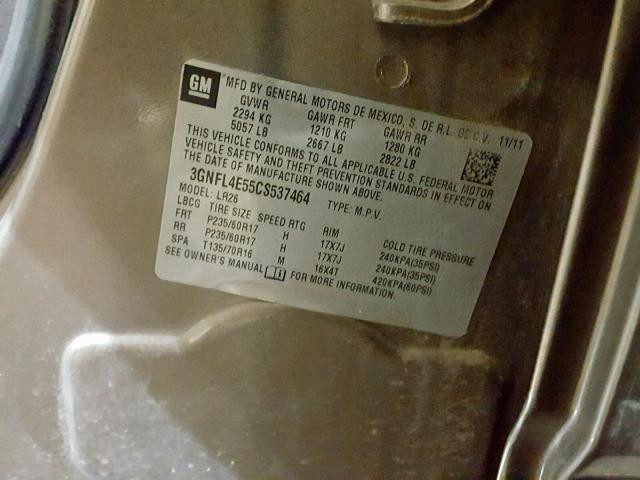 GM
MFD BY GENERAL MOTORS DE MEXICO, S. DE R.L. DE C.V. 11/11
GVWR GAWR FRT GAWR RR
2294 KG 1210 KG 1280 KG
5057 LB 2667 LB 2822 LB
THIS VEHICLE CONFORMS TO ALL APPLICABLE U.S. FEDERAL MOTOR
VEHICLE SAFETY AND THEFT PREVENTION STANDARDS IN EFFECT ON
THE DATE OF MANUFACTURE SHOWN ABOVE.
3GNFL4E55CS537464 TYPE: M.P.V.
MODEL: LR26
LBCG TIRE SIZE SPEED RTG RIM COLD TIRE PRESSURE
FRT P235/60R17 H 17X7J 240KPA(35PSI)
RR P235/60R17 H 17X7J 240KPA(35PSI)
SPA T135/70R16 M 16X4T 420KPA(60PSI)
SEE OWNER'S MANUAL FOR MORE INFORMATION.